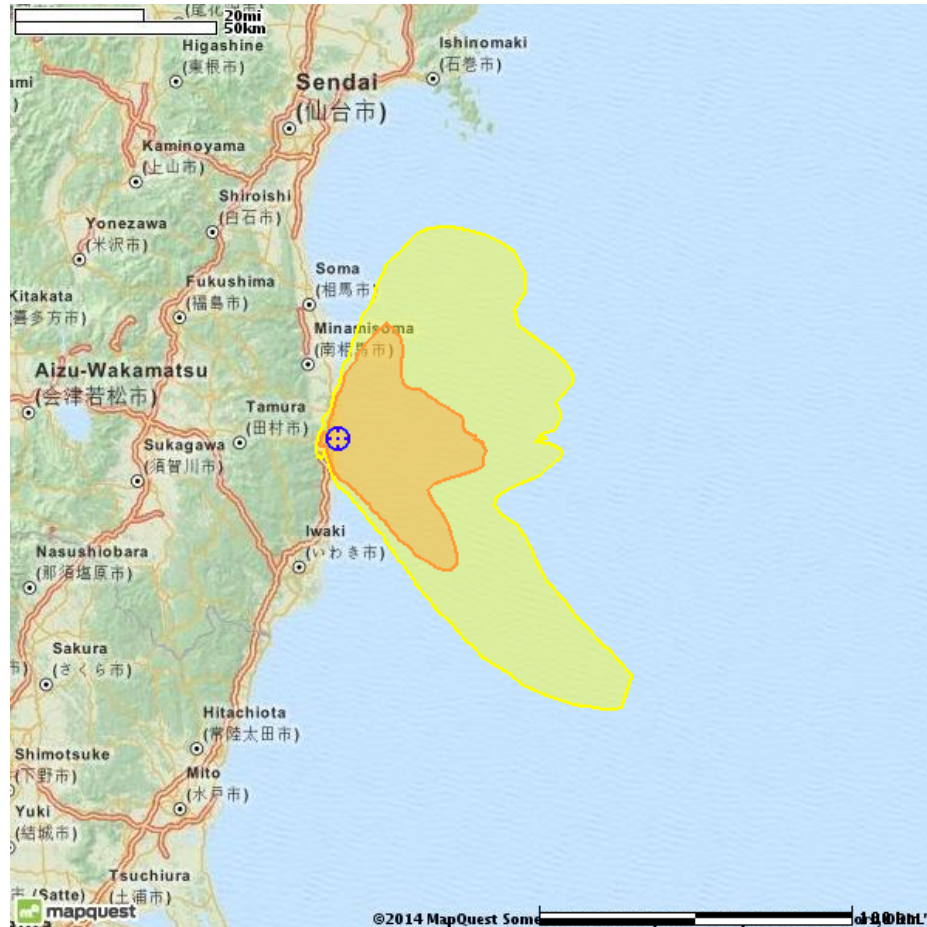 20mi
50km
Higashine
(東根市)
Ishinomaki
(石巻市)
Sendai
(仙台市)
Kaminoyama
(上山市)
Shiroishi
(白石市)
Yonezawa
(米沢市)
Soma
(相馬市)
Fukushima
(福島市)
Kitakata
喜多方市)
Minamisoma
(南相馬市)
Aizu-Wakamatsu
(会津若松市)
Tamura
(田村市)
Sukagawa
(須賀川市)
Iwaki
(いわき市)
Nasushiobara
(那須塩原市)
Sakura
(さくら市)
Hitachiota
(常陸太田市)
Shimotsuke
(下野市)
Mito
(水戸市)
Yuki
(結城市)
Tsuchiura
(土浦市)
(Satte)
mapquest
©2014 MapQuest Some